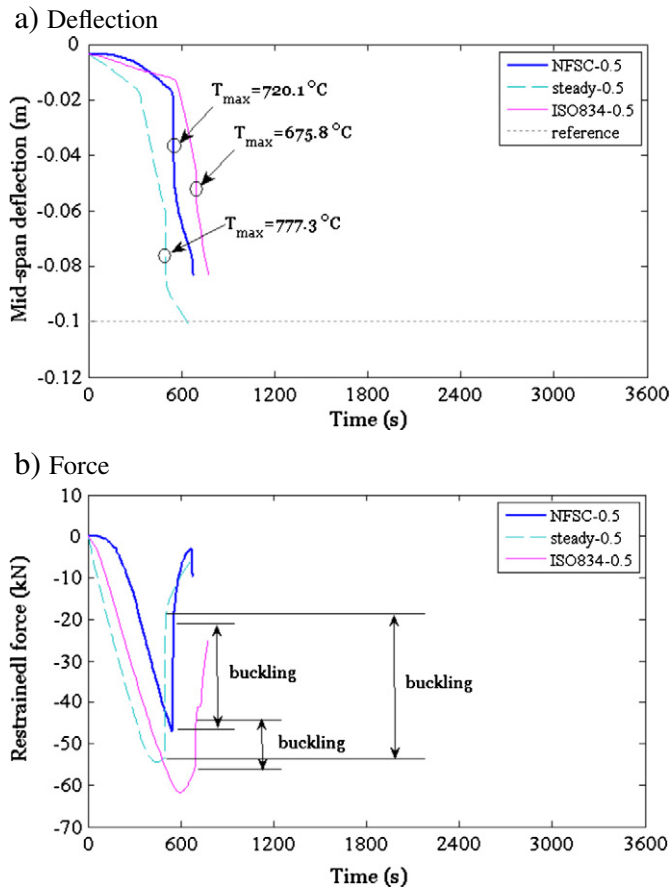 a) Deflection
0
-0.02
-0.04
-0.06
-0.08
-0.1
-0.12
Mid-span deflection (m)
Tmax=720.1°C
Tmax=675.8°C
Tmax=777.3°C
NFSC-0.5
steady-0.5
ISO834-0.5
reference
0 600 1200 1800 2400 3000 3600
Time (s)
b) Force
10
0
-10
-20
-30
-40
-50
-60
-70
Restrainedl force (kN)
NFSC-0.5
steady-0.5
ISO834-0.5
buckling
buckling
buckling
0 600 1200 1800 2400 3000 3600
Time (s)